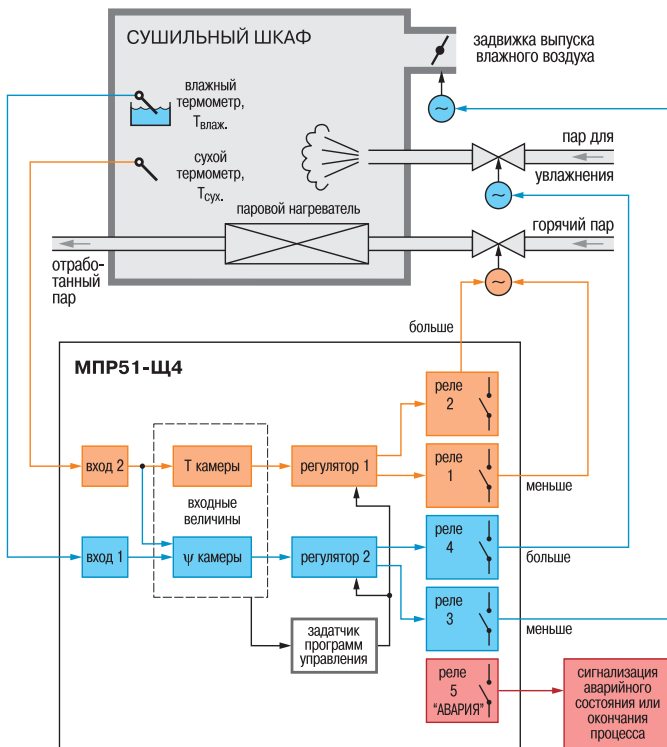 СУШИЛЬНЫЙ ШКАФ
задвижка выпуска
влажного воздуха
влажный
термометр,
Tвлаж.
~
сухой
термометр,
Tсух.
пар для
увлажнения
~
паровой нагреватель
горячий пар
отрабо-
танный
пар
~
больше
МПР51-Щ4
реле
2
вход 2
T камеры
регулятор 1
реле
1
меньше
входные
величины
вход 1
ψ камеры
регулятор 2
реле
4
больше
реле
3
меньше
задатчик
программ
управления
реле
5
"АВАРИЯ"
сигнализация
аварийного
состояния или
окончания
процесса